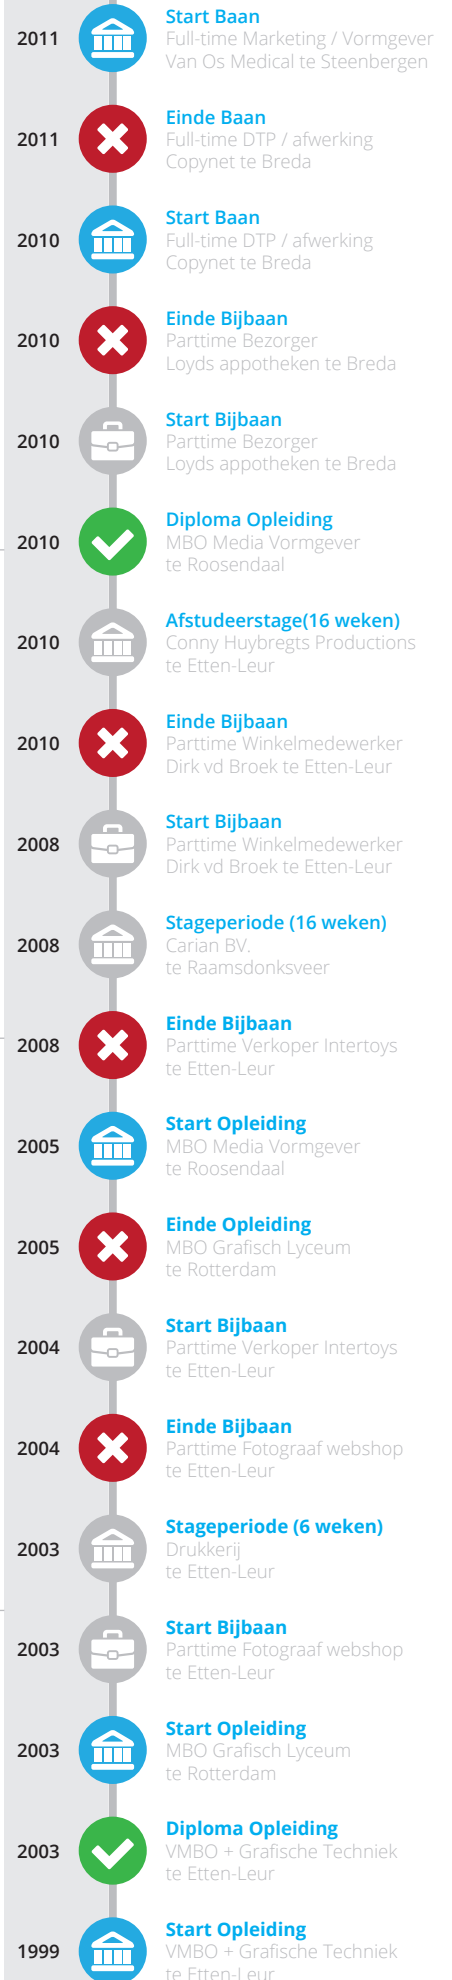 Start Baan
2011 Full-time Marketing / Vormgever
Van Os Medical te Steenbergen
Einde Baan
2011 Full-time DTP / afwerking
Copynet te Breda
Start Baan
2010 Full-time DTP / afwerking
Copynet te Breda
Einde Bijbaan
2010 Parttime Bezorger
Loyds appotheken te Breda
Start Bijbaan
2010 Parttime Bezorger
Loyds appotheken te Breda
Diploma Opleiding
2010 MBO Media Vormgever
te Roosendaal
Afstudeerstage(16 weken)
2010 Conny Huybregts Productions
te Etten-Leur
Einde Bijbaan
2010 Parttime Winkelmedewerker
Dirk vd Broek te Etten-Leur
Start Bijbaan
2008 Parttime Winkelmedewerker
Dirk vd Broek te Etten-Leur
Stageperiode (16 weken)
2008 Carian BV.
te Raamsdonksveer
Einde Bijbaan
2008 Parttime Verkoper Intertoys
te Etten-Leur
Start Opleiding
2005 MBO Media Vormgever
te Roosendaal
Einde Opleiding
2005 MBO Grafisch Lyceum
te Rotterdam
Start Bijbaan
2004 Parttime Verkoper Intertoys
te Etten-Leur
Einde Bijbaan
2004 Parttime Fotograaf webshop
te Etten-Leur
Stageperiode (6 weken)
2003 Drukkerij
te Etten-Leur
Start Bijbaan
2003 Parttime Fotograaf webshop
te Etten-Leur
Start Opleiding
2003 MBO Grafisch Lyceum
te Rotterdam
Diploma Opleiding
2003 VMBO + Grafische Techniek
te Etten-Leur
Start Opleiding
1999 VMBO + Grafische Techniek
te Etten-Leur